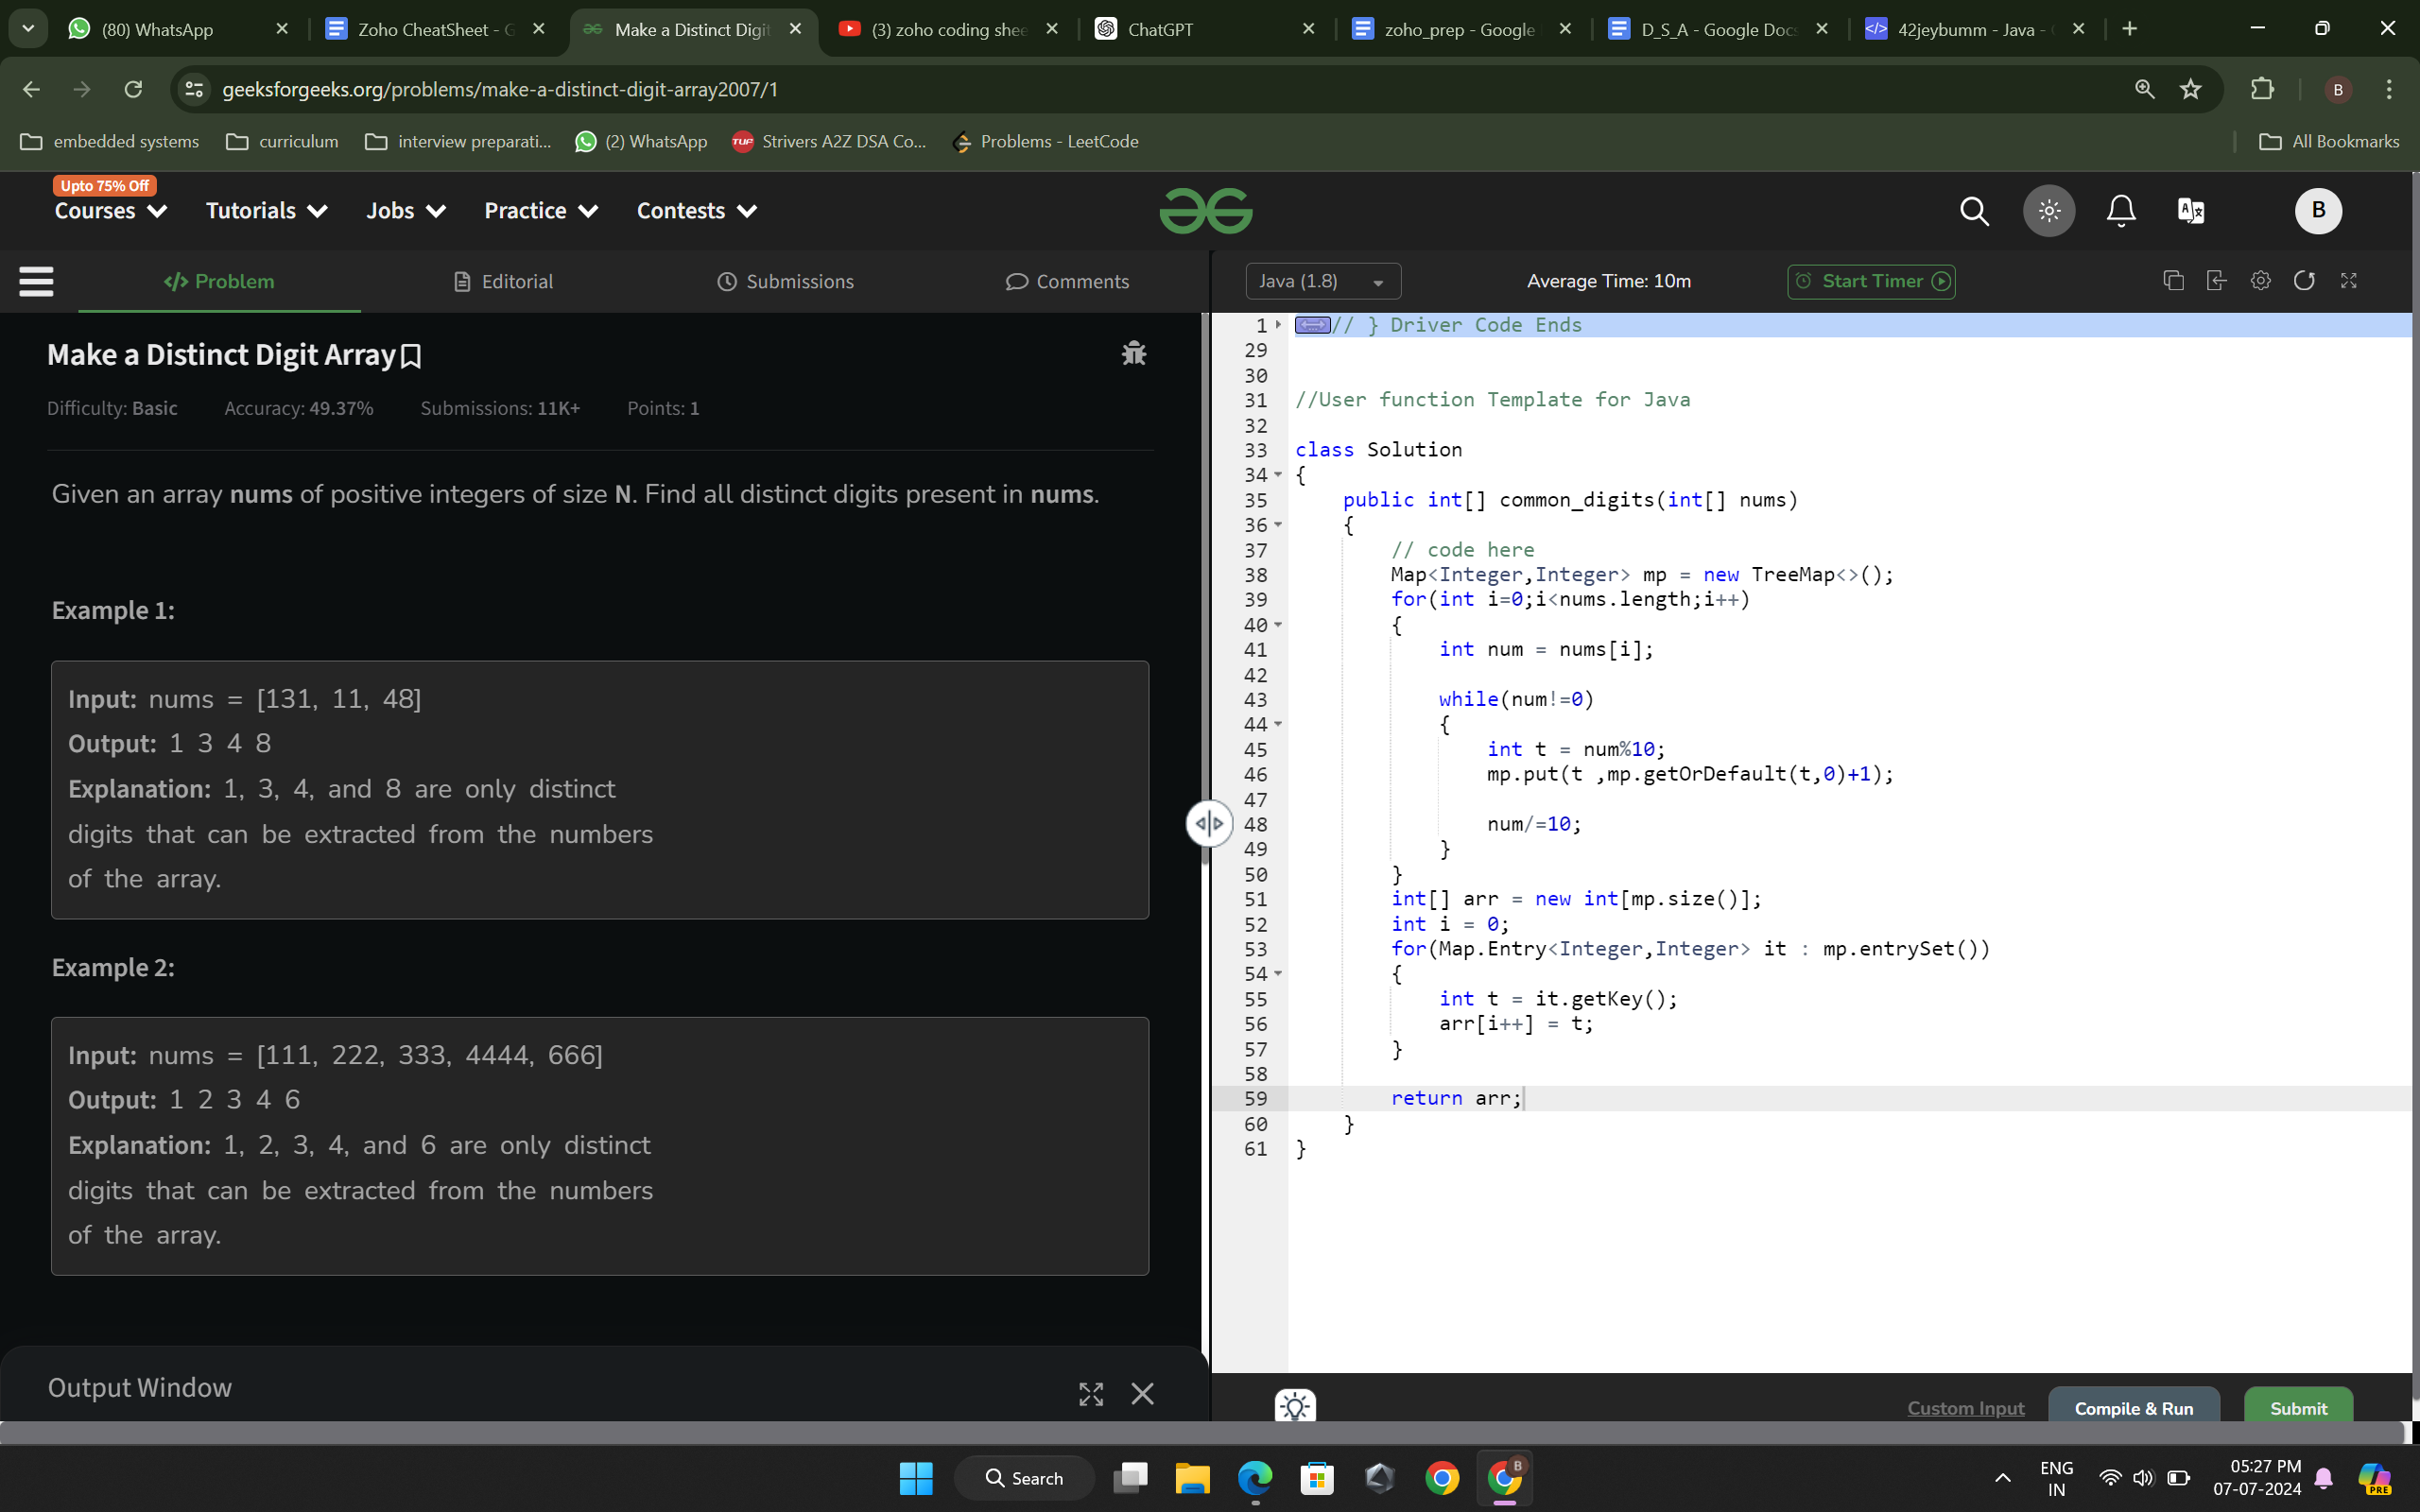 (80) WhatsApp
Zoho CheatSheet - G
Make a Distinct Digit
(3) zoho coding shee
ChatGPT
zoho_prep - Google
D_S_A - Google Docs
42jeybumm - Java -
geeksforgeeks.org/problems/make-a-distinct-digit-array2007/1
B
embedded systems
curriculum
interview preparati...
(2) WhatsApp
TUF
Strivers A2Z DSA Co...
Problems - LeetCode
All Bookmarks
Upto 75% Off
Courses
Tutorials
Jobs
Practice
Contests
B
</> Problem
Editorial
Submissions
Comments
Java (1.8)
Average Time: 10m
Start Timer
Make a Distinct Digit Array
Difficulty: Basic
Accuracy: 49.37%
Submissions: 11K+
Points: 1
Given an array nums of positive integers of size N. Find all distinct digits present in nums.
Example 1:
Input: nums = [131, 11, 48]
Output: 1 3 4 8
Explanation: 1, 3, 4, and 8 are only distinct
digits that can be extracted from the numbers
of the array.
Example 2:
Input: nums = [111, 222, 333, 4444, 666]
Output: 1 2 3 4 6
Explanation: 1, 2, 3, 4, and 6 are only distinct
digits that can be extracted from the numbers
of the array.
Output Window
1 // } Driver Code Ends
29
30
31 //User function Template for Java
32
33 class Solution
34 {
35 public int[] common_digits(int[] nums)
36 {
37 // code here
38 Map<Integer,Integer> mp = new TreeMap<>();
39 for(int i=0;i<nums.length;i++)
40 {
41 int num = nums[i];
42
43 while(num!=0)
44 {
45 int t = num%10;
46 mp.put(t ,mp.getOrDefault(t,0)+1);
47
48 num/=10;
49 }
50 }
51 int[] arr = new int[mp.size()];
52 int i = 0;
53 for(Map.Entry<Integer,Integer> it : mp.entrySet())
54 {
55 int t = it.getKey();
56 arr[i++] = t;
57 }
58
59 return arr;
60 }
61 }
Custom Input
Compile & Run
Submit
Search
B
ENG
IN
05:27 PM
07-07-2024
PRE